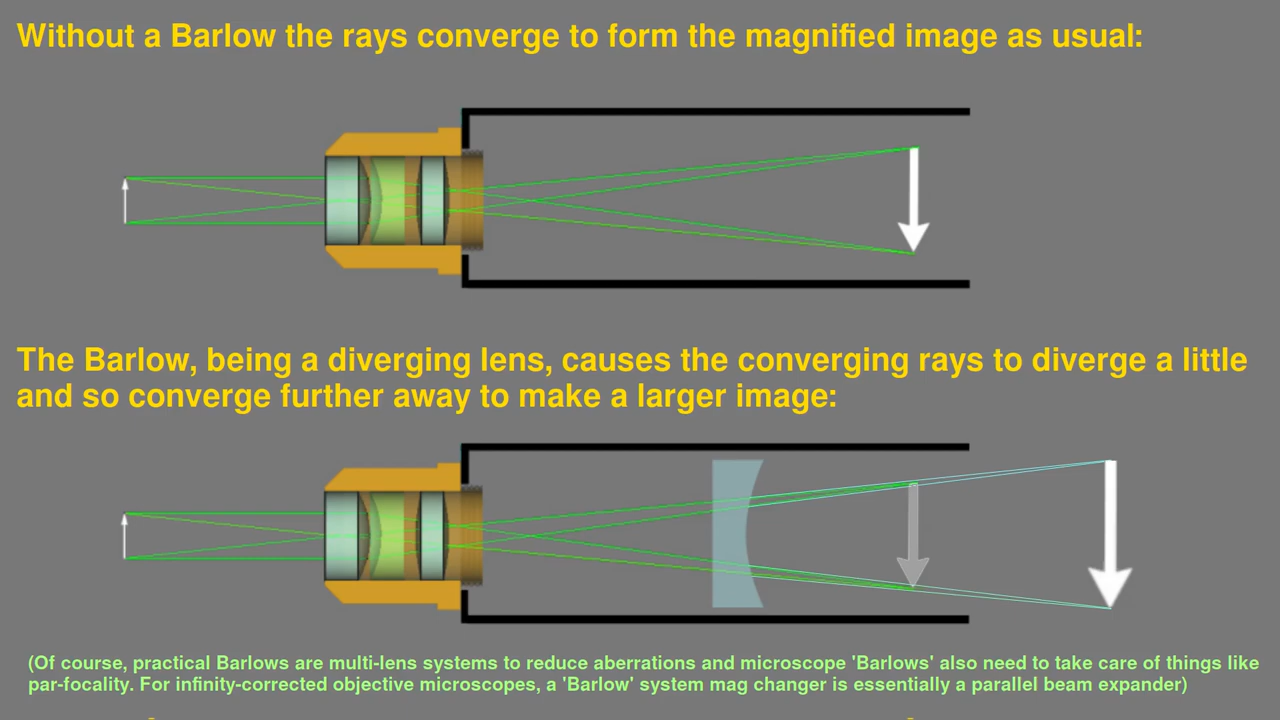 Without a Barlow the rays converge to form the magnified image as usual:
The Barlow, being a diverging lens, causes the converging rays to diverge a little
and so converge further away to make a larger image:
(Of course, practical Barlows are multi-lens systems to reduce aberrations and microscope 'Barlows' also need to take care of things like
par-focality. For infinity-corrected objective microscopes, a 'Barlow' system mag changer is essentially a parallel beam expander)